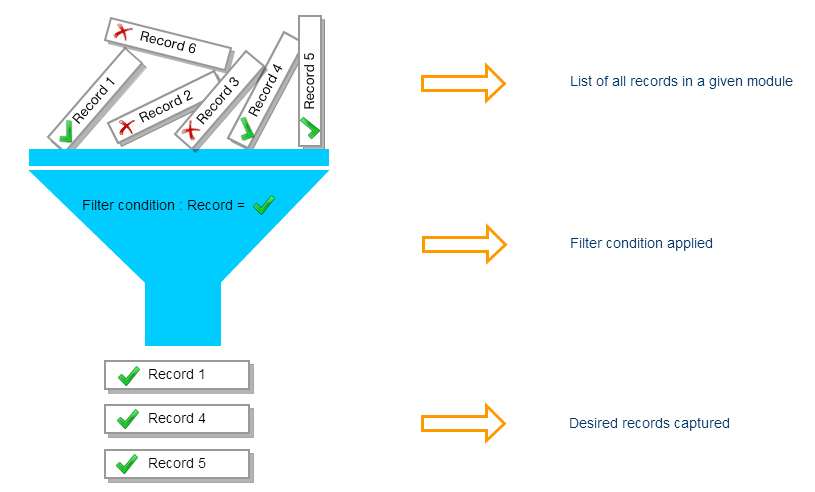 Record 6
Record 1
Record 2
Record 3
Record 4
Record 5
List of all records in a given module
Filter condition : Record =
Filter condition applied
Record 1
Record 4
Record 5
Desired records captured